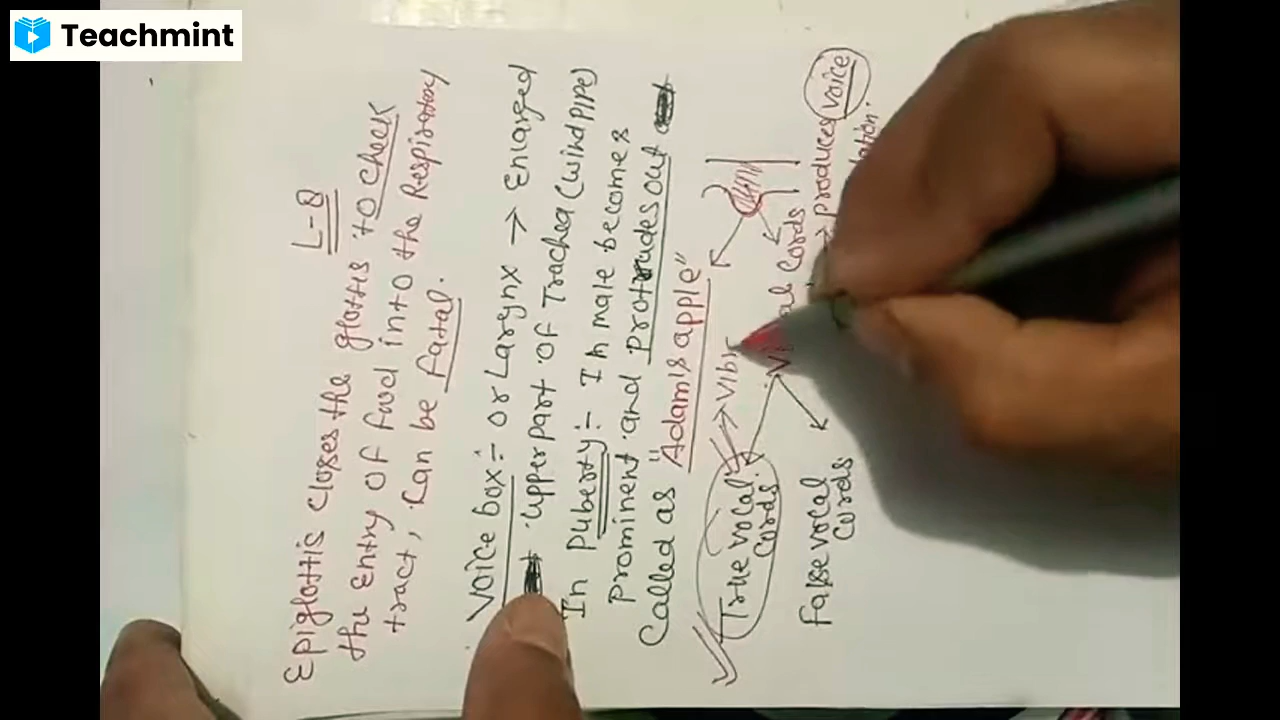 Teachmint
L-8
Epiglottis closes the glottis to check
the Entry of food into the Respiratory
tract, can be fatal.
Voice box:- or Larynx → Enlarged
upper part of Trachea (wind pipe)
In puberty:- In male becomes
prominent and protrudes out
Called as "Adam's apple"
True vocal cords. → Vibr
False vocal cords
cords → produces voice